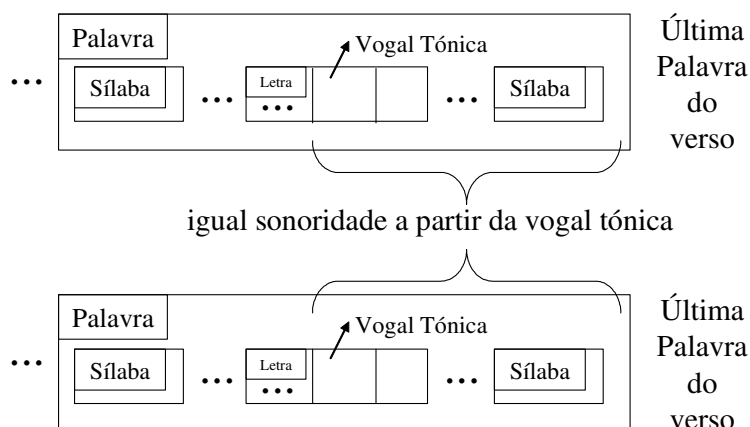 Palavra
Vogal Tónica
... Sílaba ... Letra ... ... Sílaba
Última
Palavra
do
verso
igual sonoridade a partir da vogal tónica
Palavra
Vogal Tónica
... Sílaba ... Letra ... ... Sílaba
Última
Palavra
do
verso